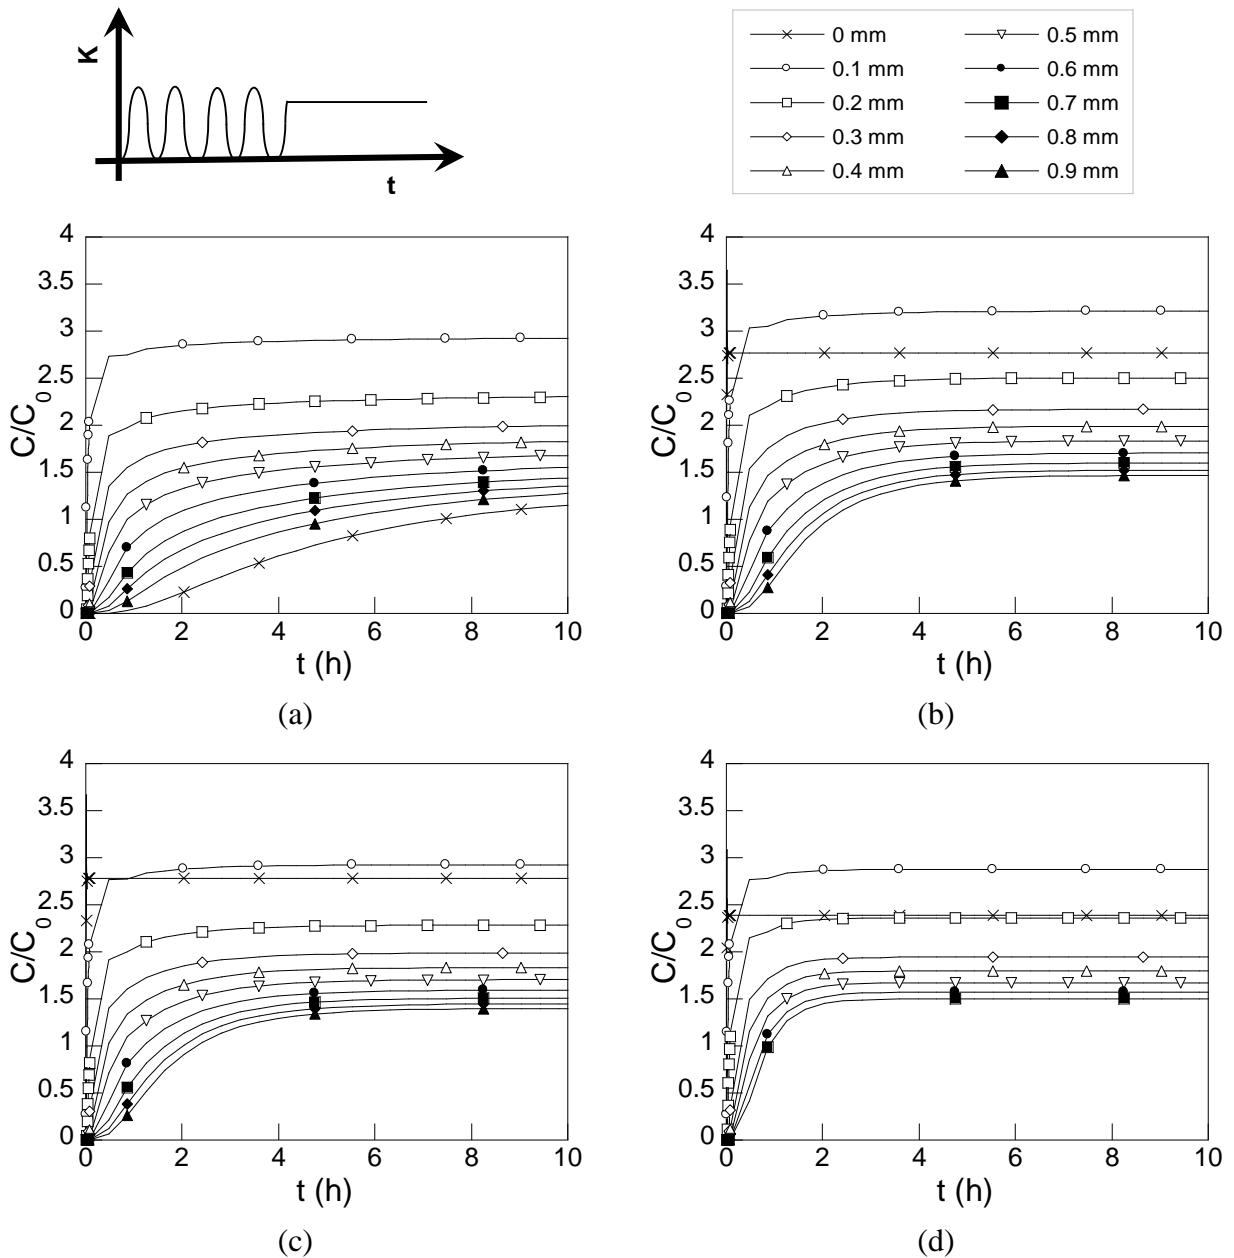 K
t
0 mm
0.1 mm
0.2 mm
0.3 mm
0.4 mm
0.5 mm
0.6 mm
0.7 mm
0.8 mm
0.9 mm
4
3.5
3
2.5
2
1.5
1
0.5
0
C/C0
0 2 4 6 8 10
t (h)
(a)
4
3.5
3
2.5
2
1.5
1
0.5
0
C/C0
0 2 4 6 8 10
t (h)
(b)
4
3.5
3
2.5
2
1.5
1
0.5
0
C/C0
0 2 4 6 8 10
t (h)
(c)
4
3.5
3
2.5
2
1.5
1
0.5
0
C/C0
0 2 4 6 8 10
t (h)
(d)